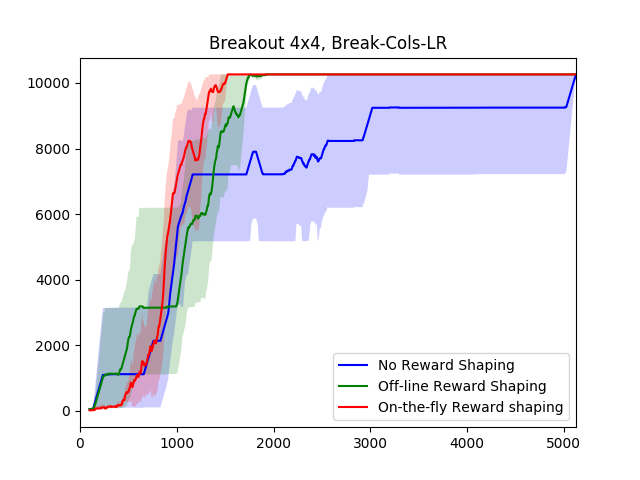 Breakout 4x4, Break-Cols-LR
10000
8000
6000
4000
2000
0
No Reward Shaping
Off-line Reward Shaping
On-the-fly Reward shaping
0 1000 2000 3000 4000 5000